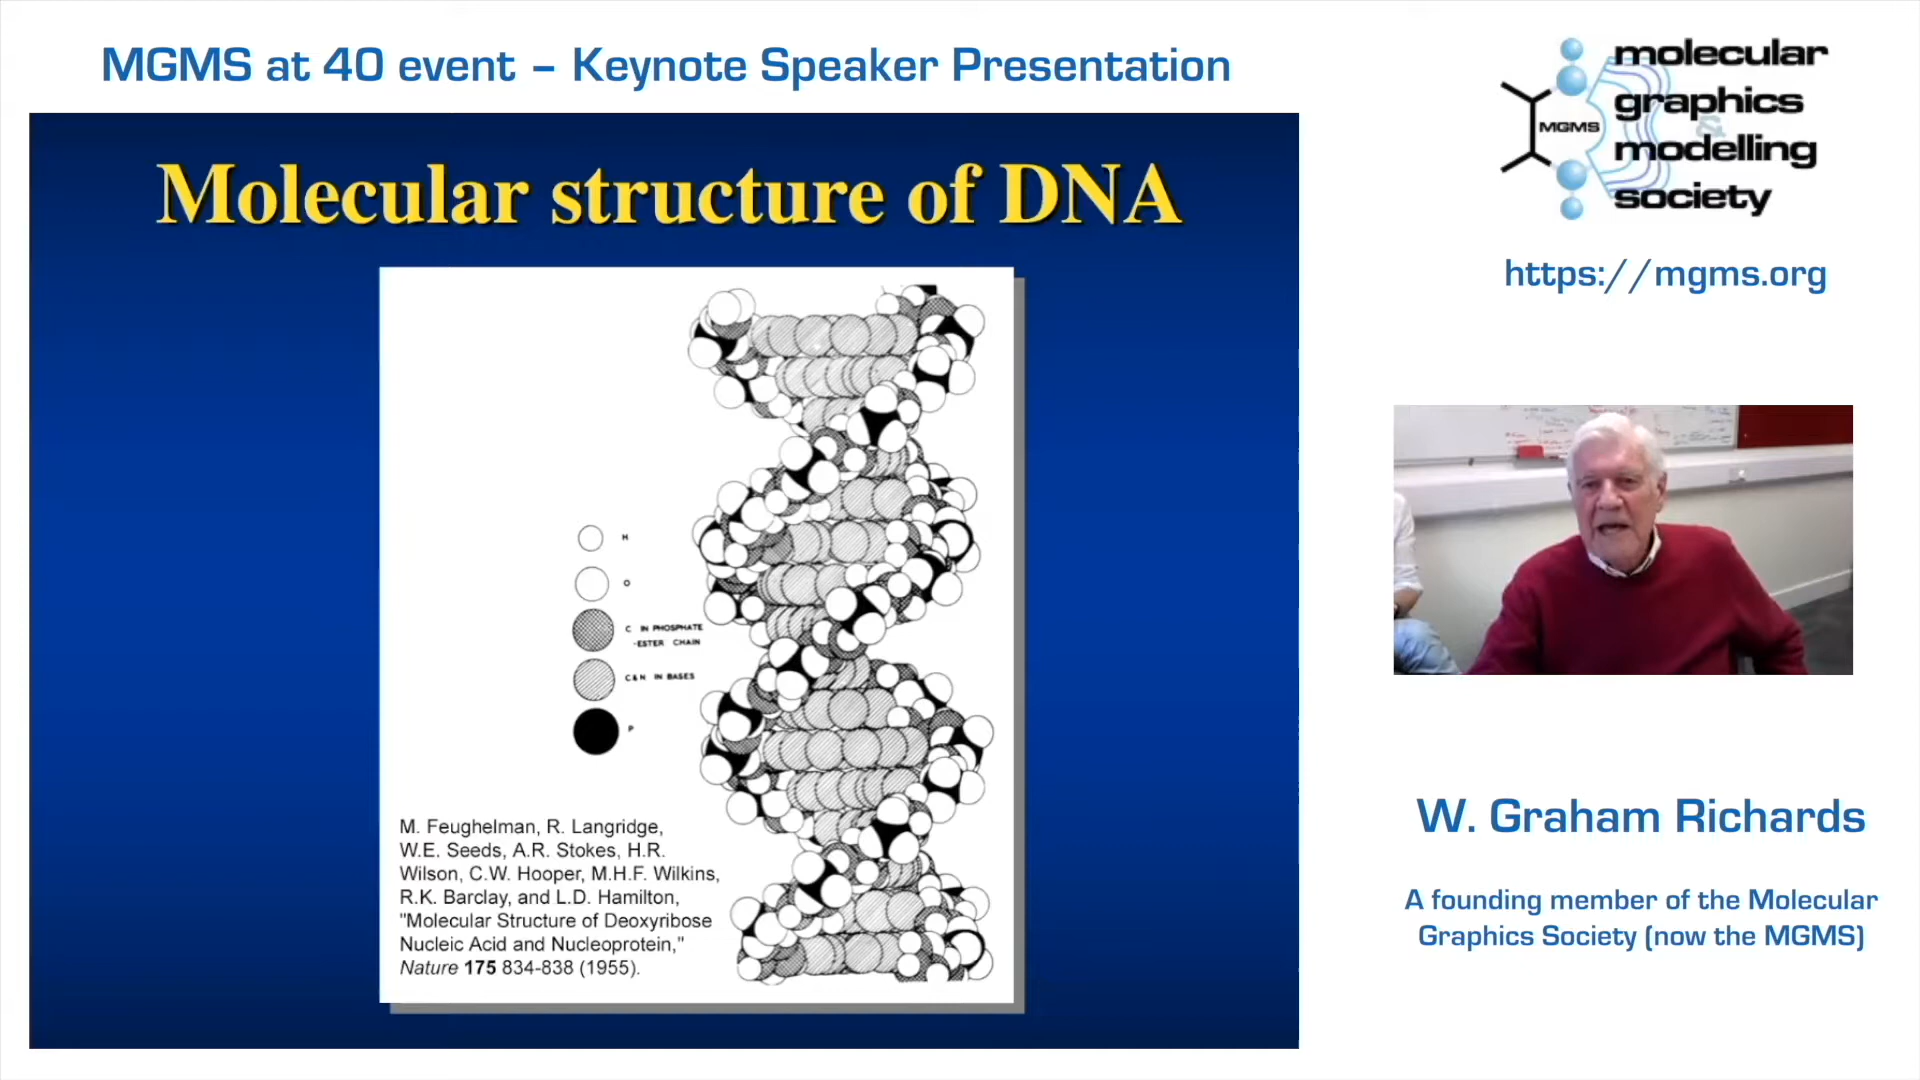 MGMS at 40 event – Keynote Speaker Presentation
Molecular structure of DNA
H
O
C IN PHOSPHATE
-ESTER CHAIN
C&N IN BASES
P
M. Feughelman, R. Langridge,
W.E. Seeds, A.R. Stokes, H.R.
Wilson, C.W. Hooper, M.H.F. Wilkins,
R.K. Barclay, and L.D. Hamilton,
"Molecular Structure of Deoxyribose
Nucleic Acid and Nucleoprotein,"
Nature 175 834-838 (1955).
MGMS
molecular
graphics
&
modelling
society
https://mgms.org
W. Graham Richards
A founding member of the Molecular
Graphics Society (now the MGMS)